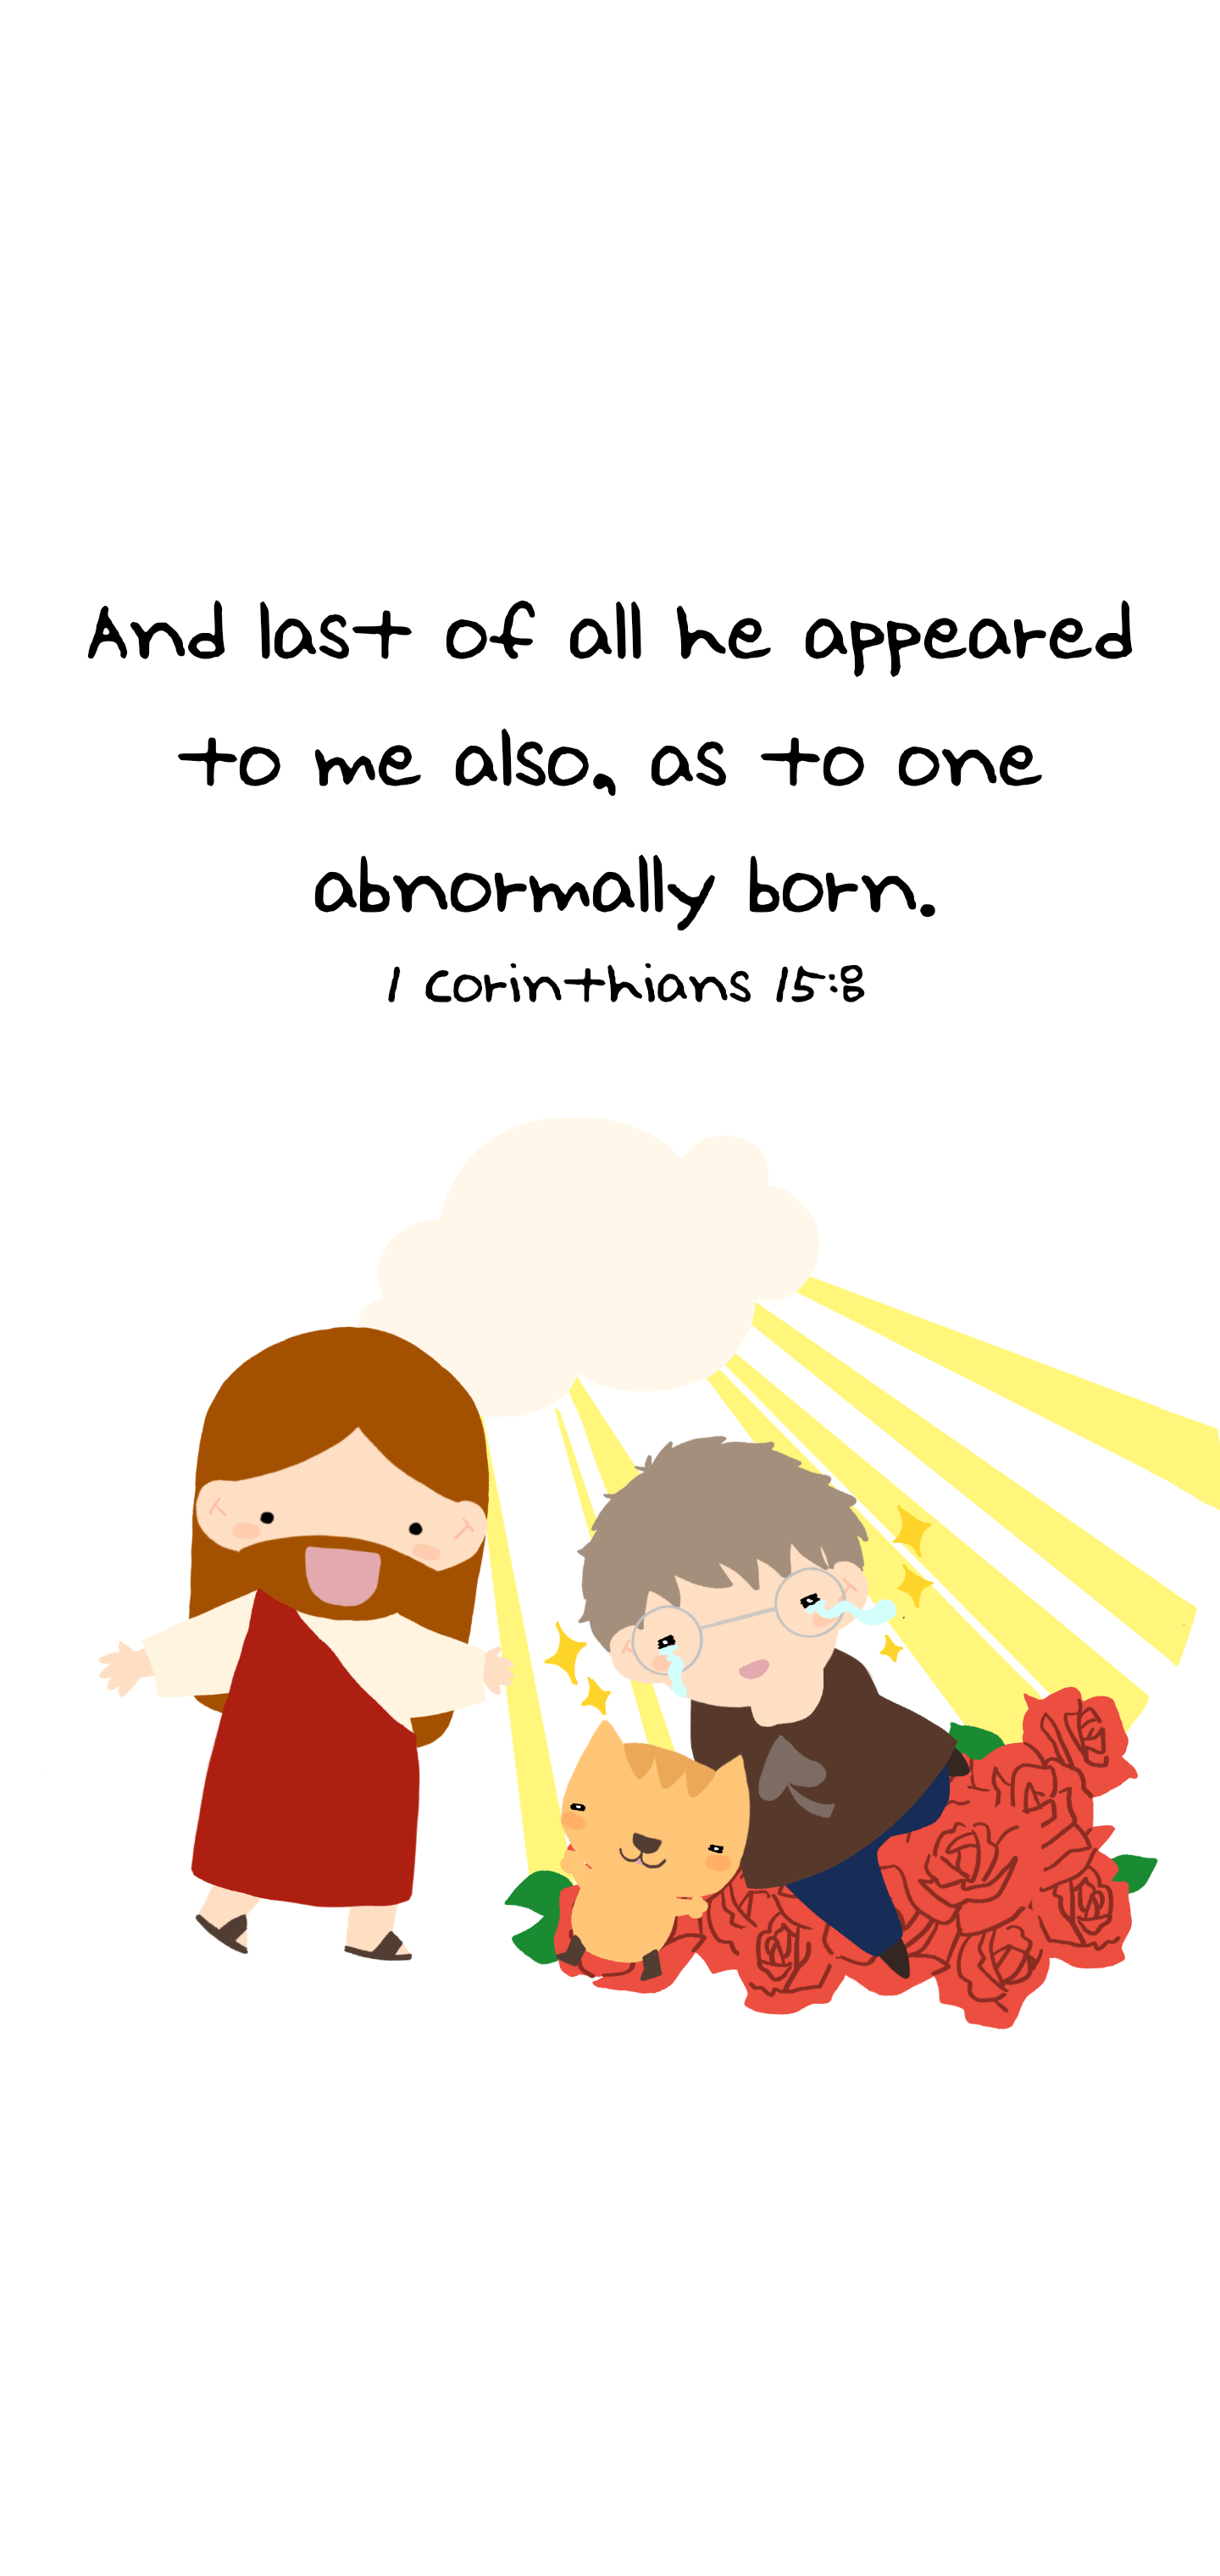 And last of all he appeared
to me also, as to one
abnormally born.
1 Corinthians 15:8